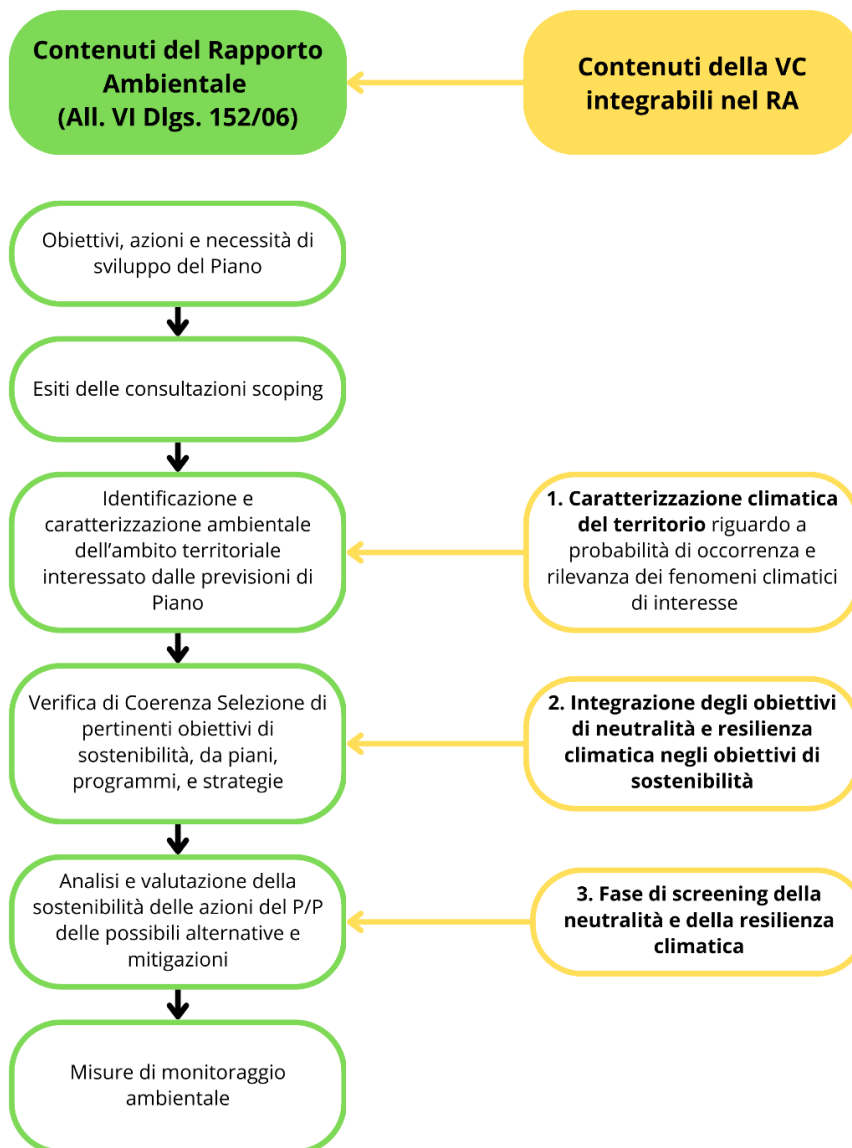 Contenuti del Rapporto
Ambientale
(All. VI Dlgs. 152/06)
Contenuti della VC
integrabili nel RA
Obiettivi, azioni e necessità di
sviluppo del Piano
Esiti delle consultazioni scoping
Identificazione e
caratterizzazione ambientale
dell'ambito territoriale
interessato dalle previsioni di
Piano
1. Caratterizzazione climatica
del territorio riguardo a
probabilità di occorrenza e
rilevanza dei fenomeni climatici
di interesse
Verifica di Coerenza Selezione di
pertinenti obiettivi di
sostenibilità, da piani,
programmi, e strategie
2. Integrazione degli obiettivi
di neutralità e resilienza
climatica negli obiettivi di
sostenibilità
Analisi e valutazione della
sostenibilità delle azioni del P/P
delle possibili alternative e
mitigazioni
3. Fase di screening della
neutralità e della resilienza
climatica
Misure di monitoraggio
ambientale